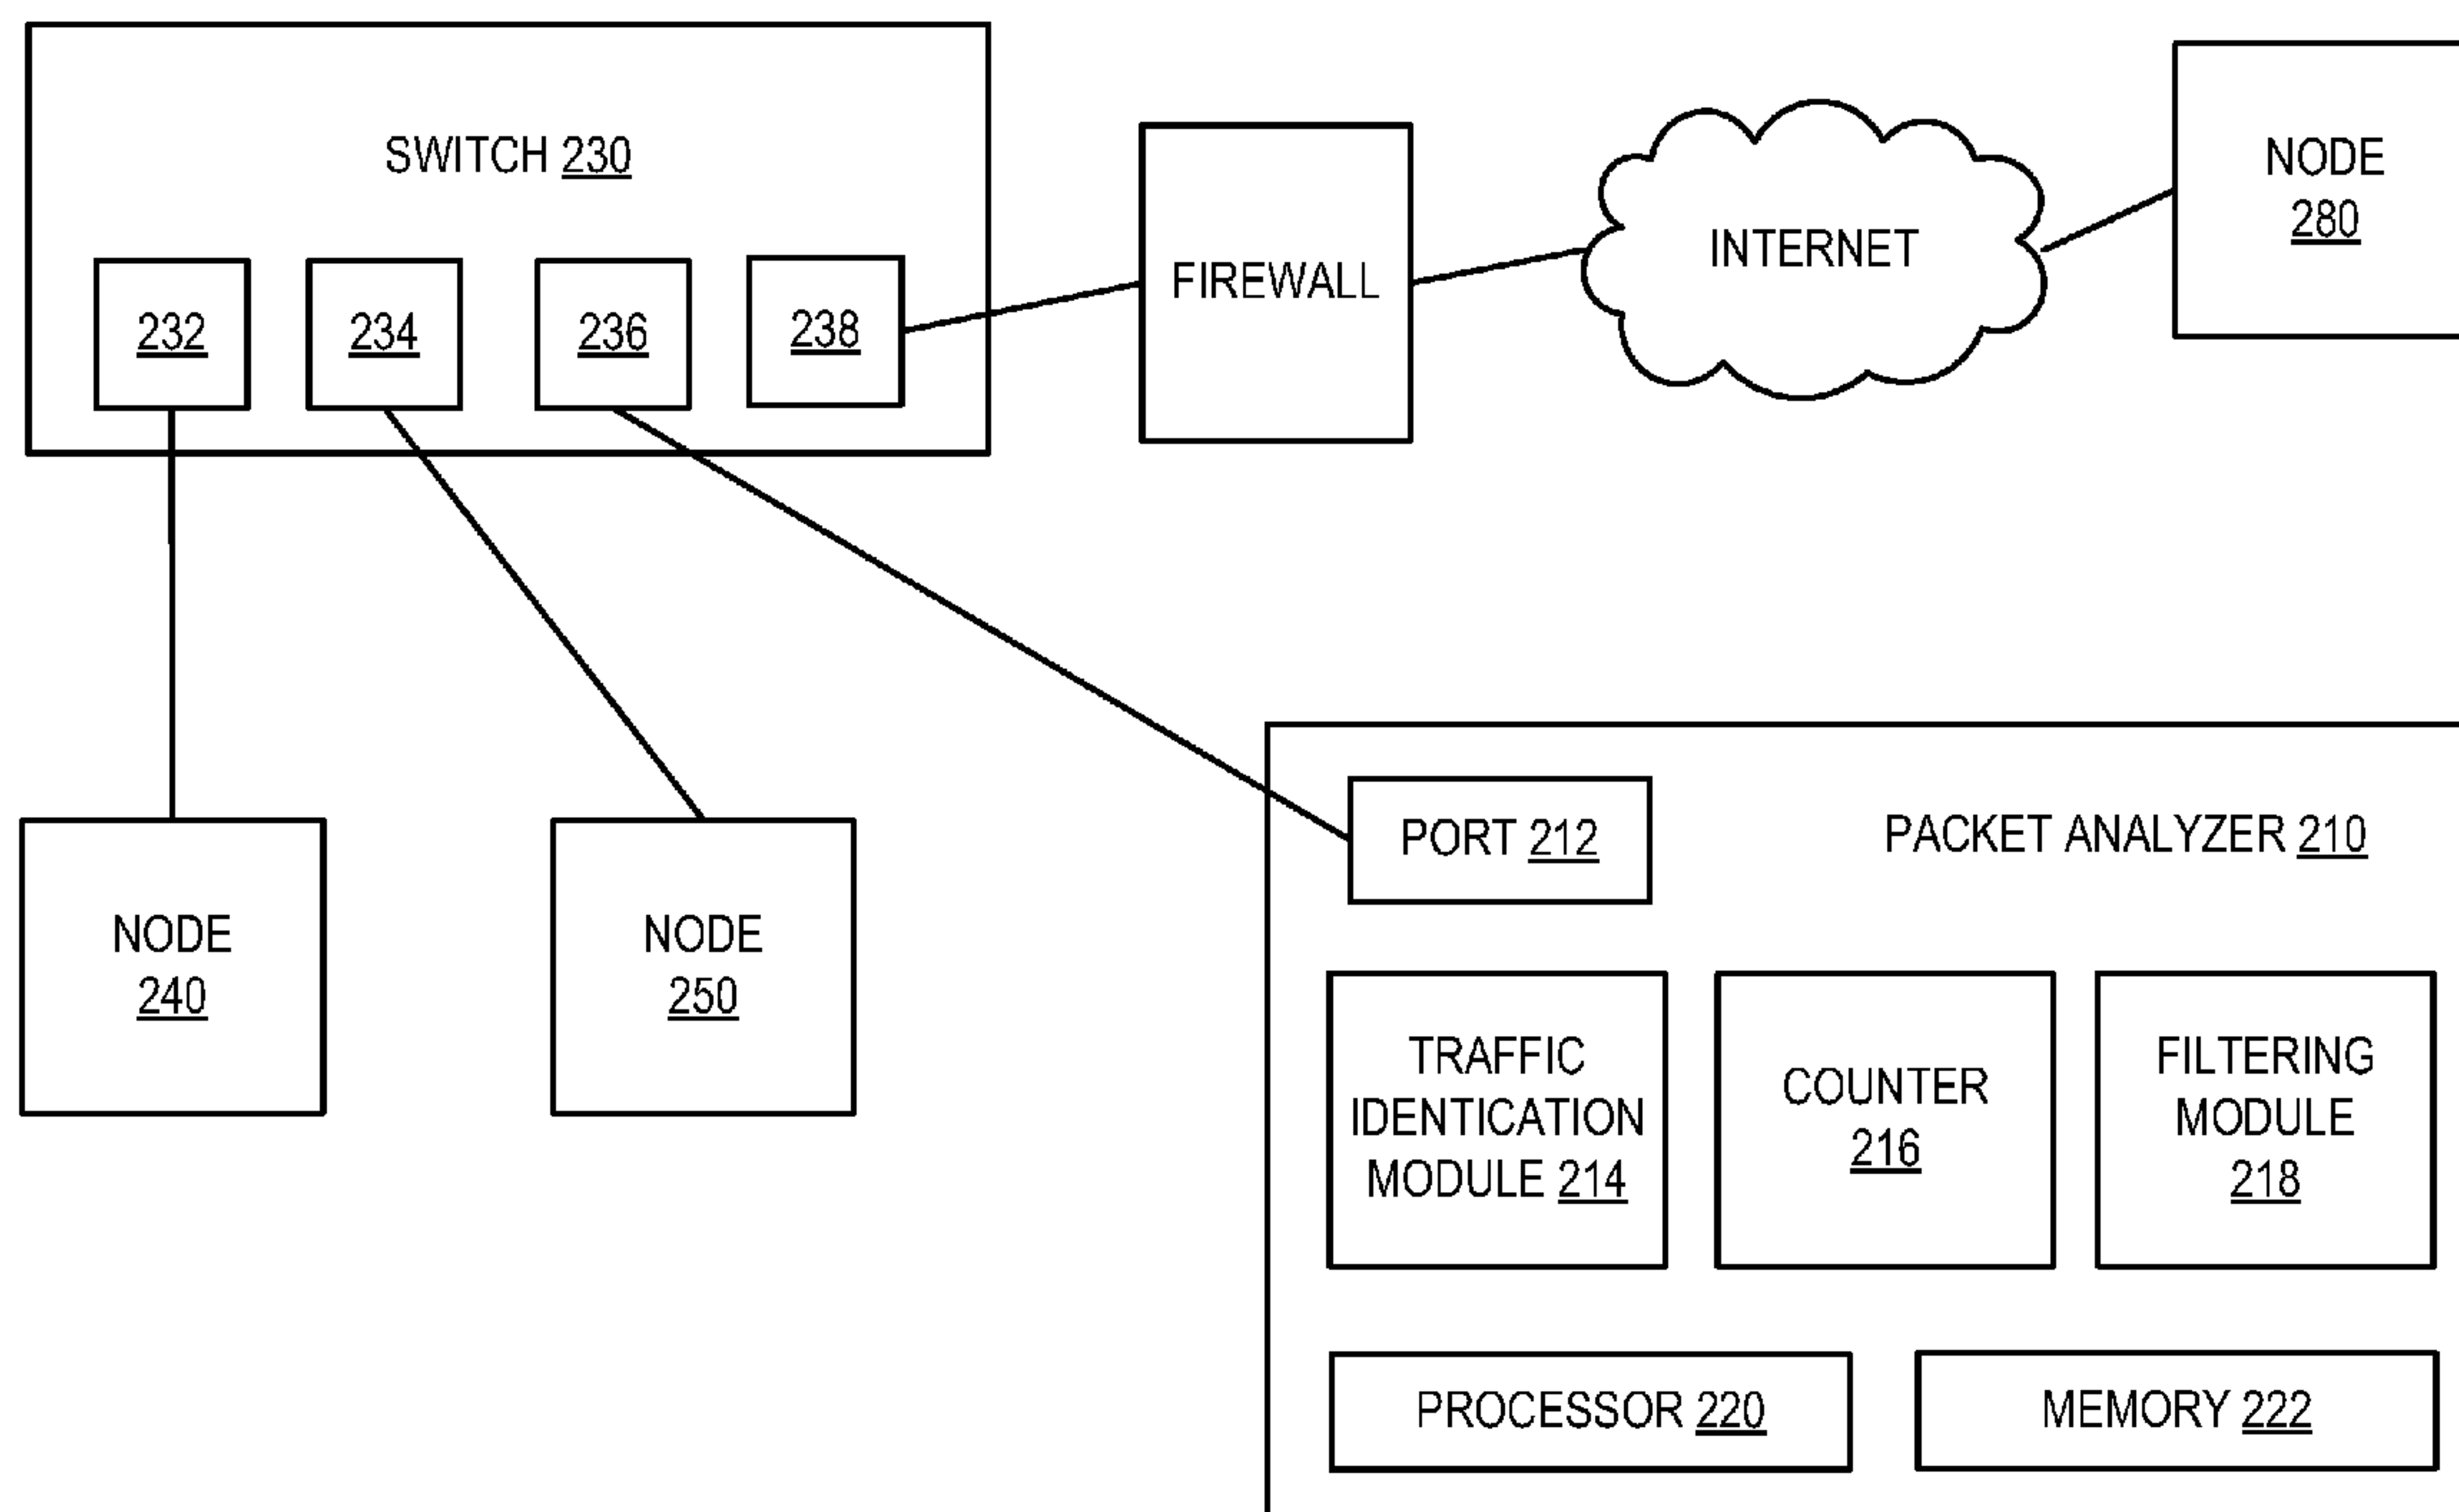 SWITCH 230
232
234
236
238
FIREWALL
INTERNET
NODE
280
NODE
240
NODE
250
PORT 212
PACKET ANALYZER 210
TRAFFIC
IDENTICATION
MODULE 214
COUNTER
216
FILTERING
MODULE
218
PROCESSOR 220
MEMORY 222